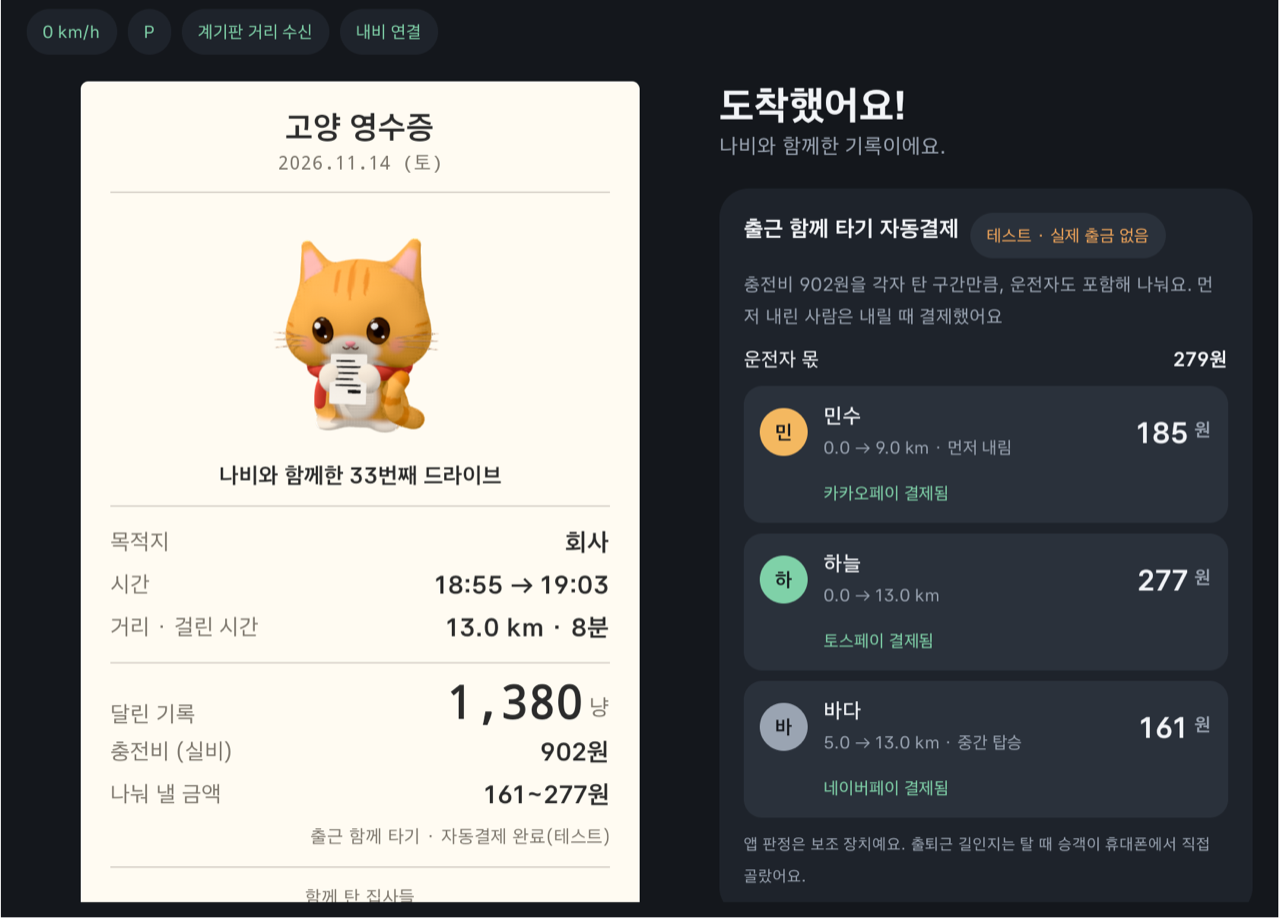 0 km/h
P
계기판 거리 수신
내비 연결
고양 영수증
2026.11.14 (토)
나비와 함께한 33번째 드라이브
목적지 회사
시간 18:55 → 19:03
거리 · 걸린 시간 13.0 km · 8분
달린 기록 1,380 냥
충전비 (실비) 902원
나눠 낼 금액 161~277원
출근 함께 타기 · 자동결제 완료(테스트)
함께 탄 집사들
도착했어요!
나비와 함께한 기록이에요.
출근 함께 타기 자동결제 테스트 · 실제 출금 없음
충전비 902원을 각자 탄 구간만큼, 운전자도 포함해 나눠요. 먼
저 내린 사람은 내릴 때 결제했어요
운전자 몫 279원
민 민수 185 원
0.0 → 9.0 km · 먼저 내림
카카오페이 결제됨
하 하늘 277 원
0.0 → 13.0 km
토스페이 결제됨
바 바다 161 원
5.0 → 13.0 km · 중간 탑승
네이버페이 결제됨
앱 판정은 보조 장치예요. 출퇴근 길인지는 탈 때 승객이 휴대폰에서 직접
골랐어요.